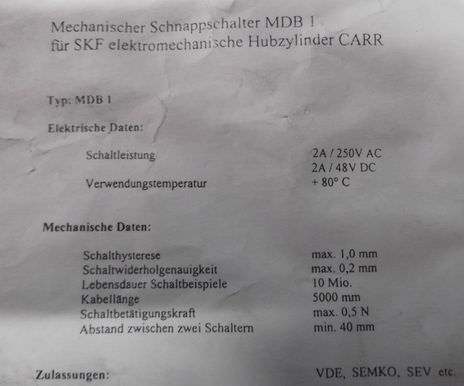 Mechanischer Schnappschalter MDB 1
für SKF elektromechanische Hubzylinder CARR
Typ: MDB 1
Elektrische Daten:
Schaltleistung 2A / 250V AC
2A / 48V DC
Verwendungstemperatur + 80° C
Mechanische Daten:
Schalthysterese max. 1,0 mm
Schaltwiderholgenauigkeit max. 0,2 mm
Lebensdauer Schaltbeispiele 10 Mio.
Kabellänge 5000 mm
Schaltbetätigungskraft max. 0,5 N
Abstand zwischen zwei Schaltern min. 40 mm
Zulassungen: VDE, SEMKO, SEV etc.